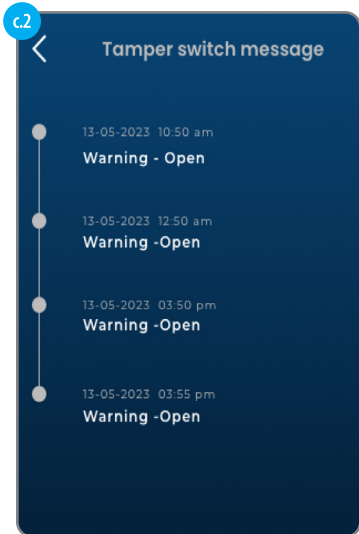 c.2
Tamper switch message
13-05-2023 10:50 am
Warning - Open
13-05-2023 12:50 am
Warning -Open
13-05-2023 03:50 pm
Warning -Open
13-05-2023 03:55 pm
Warning -Open